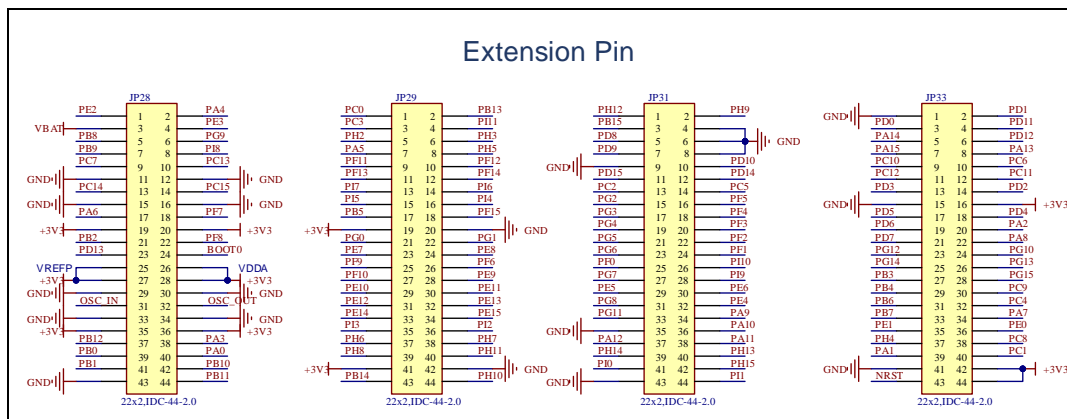 Extension Pin
JP28
PE2 1 2 PA4
VBAT 3 4 PE3
PB8 5 6 PG9
PB9 7 8 PI8
PC7 9 10 PC13
GND 11 12 GND
PC14 13 14 PC15
GND 15 16 GND
PA6 17 18 PF7
+3V3 19 20 +3V3
PB2 21 22 PF8
PD13 23 24 BOOT0
VREFP 25 26 VDDA
+3V3 27 28 +3V3
GND 29 30 GND
OSC_IN 31 32 OSC_OUT
GND 33 34 GND
+3V3 35 36 +3V3
PB12 37 38 PA3
PB0 39 40 PA0
PB1 41 42 PB10
GND 43 44 PB11
22x2,IDC-44-2.0
JP29
PC0 1 2 PB13
PC3 3 4 PI11
PH2 5 6 PH3
PA5 7 8 PH5
PF11 9 10 PF12
PF13 11 12 PF14
PI7 13 14 PI6
PI5 15 16 PI4
PB5 17 18 PF15
+3V3 19 20 GND
PG0 21 22 PG1
PE7 23 24 PE8
PF9 25 26 PF6
PF10 27 28 PE9
PE10 29 30 PE11
PE12 31 32 PE13
PE14 33 34 PE15
PI3 35 36 PI2
PH6 37 38 PH7
PH8 39 40 PH11
+3V3 41 42 GND
PB14 43 44 PH10
22x2,IDC-44-2.0
JP31
PH12 1 2 PH9
PB15 3 4
PD8 5 6 GND
PD9 7 8
GND 9 10 PD10
PD15 11 12 PD14
PC2 13 14 PC5
PG2 15 16 PF5
PG3 17 18 PF4
PG4 19 20 PF3
PG5 21 22 PF2
PG6 23 24 PF1
PF0 25 26 PI10
PG7 27 28 PI9
PE5 29 30 PE6
PG8 31 32 PE4
PG11 33 34 PA9
GND 35 36 PA10
PA12 37 38 PA11
PH14 39 40 PH13
PI0 41 42 PH15
GND 43 44 PI1
22x2,IDC-44-2.0
JP33
GND 1 2 PD1
PD0 3 4 PD11
PA14 5 6 PD12
PA15 7 8 PA13
PC10 9 10 PC6
PC12 11 12 PC11
PD3 13 14 PD2
GND 15 16 +3V3
PD5 17 18 PD4
PD6 19 20 PA2
PD7 21 22 PA8
PG12 23 24 PG10
PG14 25 26 PG13
PB3 27 28 PG15
PB4 29 30 PC9
PB6 31 32 PC4
PB7 33 34 PA7
PE1 35 36 PE0
PH4 37 38 PC8
PA1 39 40 PC1
GND 41 42 +3V3
NRST 43 44
22x2,IDC-44-2.0